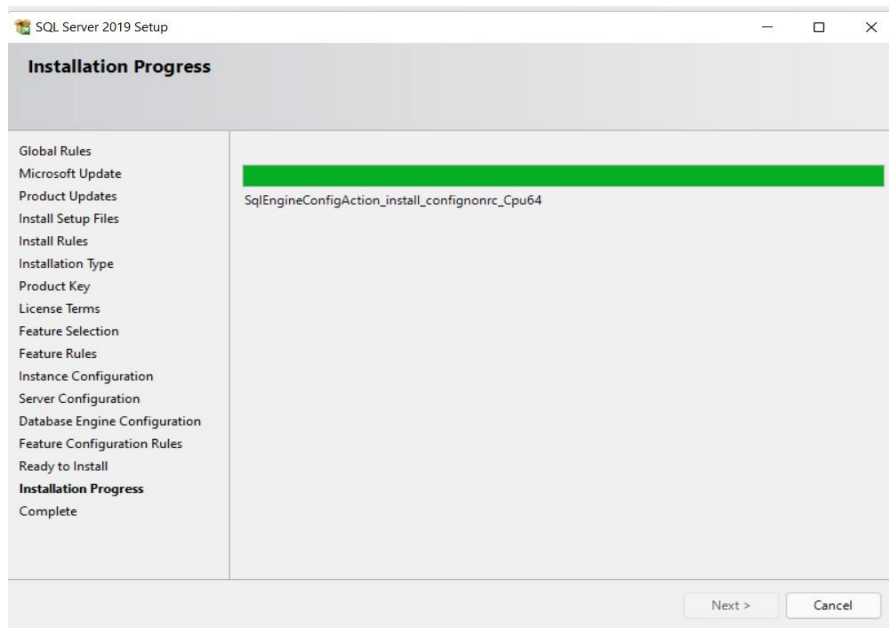 SQL Server 2019 Setup
Installation Progress
Global Rules
Microsoft Update
Product Updates
Install Setup Files
Install Rules
Installation Type
Product Key
License Terms
Feature Selection
Feature Rules
Instance Configuration
Server Configuration
Database Engine Configuration
Feature Configuration Rules
Ready to Install
Installation Progress
Complete
SqlEngineConfigAction_install_confignonrc_Cpu64
Next >
Cancel